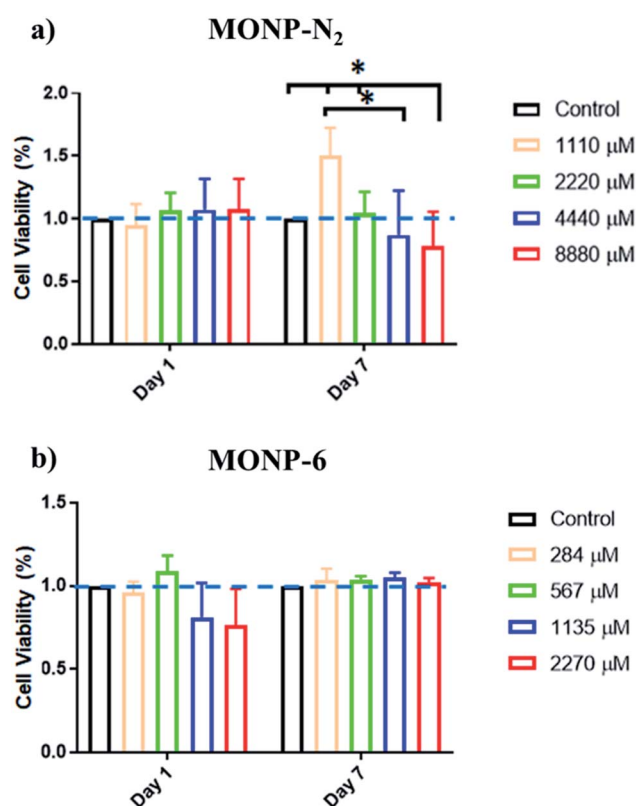 a) MONP-N₂
* *
Cell Viability (%)
2.0
1.5
1.0
0.5
0.0
Day 1 Day 7
Control
1110 µM
2220 µM
4440 µM
8880 µM
b) MONP-6
Cell Viability (%)
1.5
1.0
0.5
0.0
Day 1 Day 7
Control
284 µM
567 µM
1135 µM
2270 µM